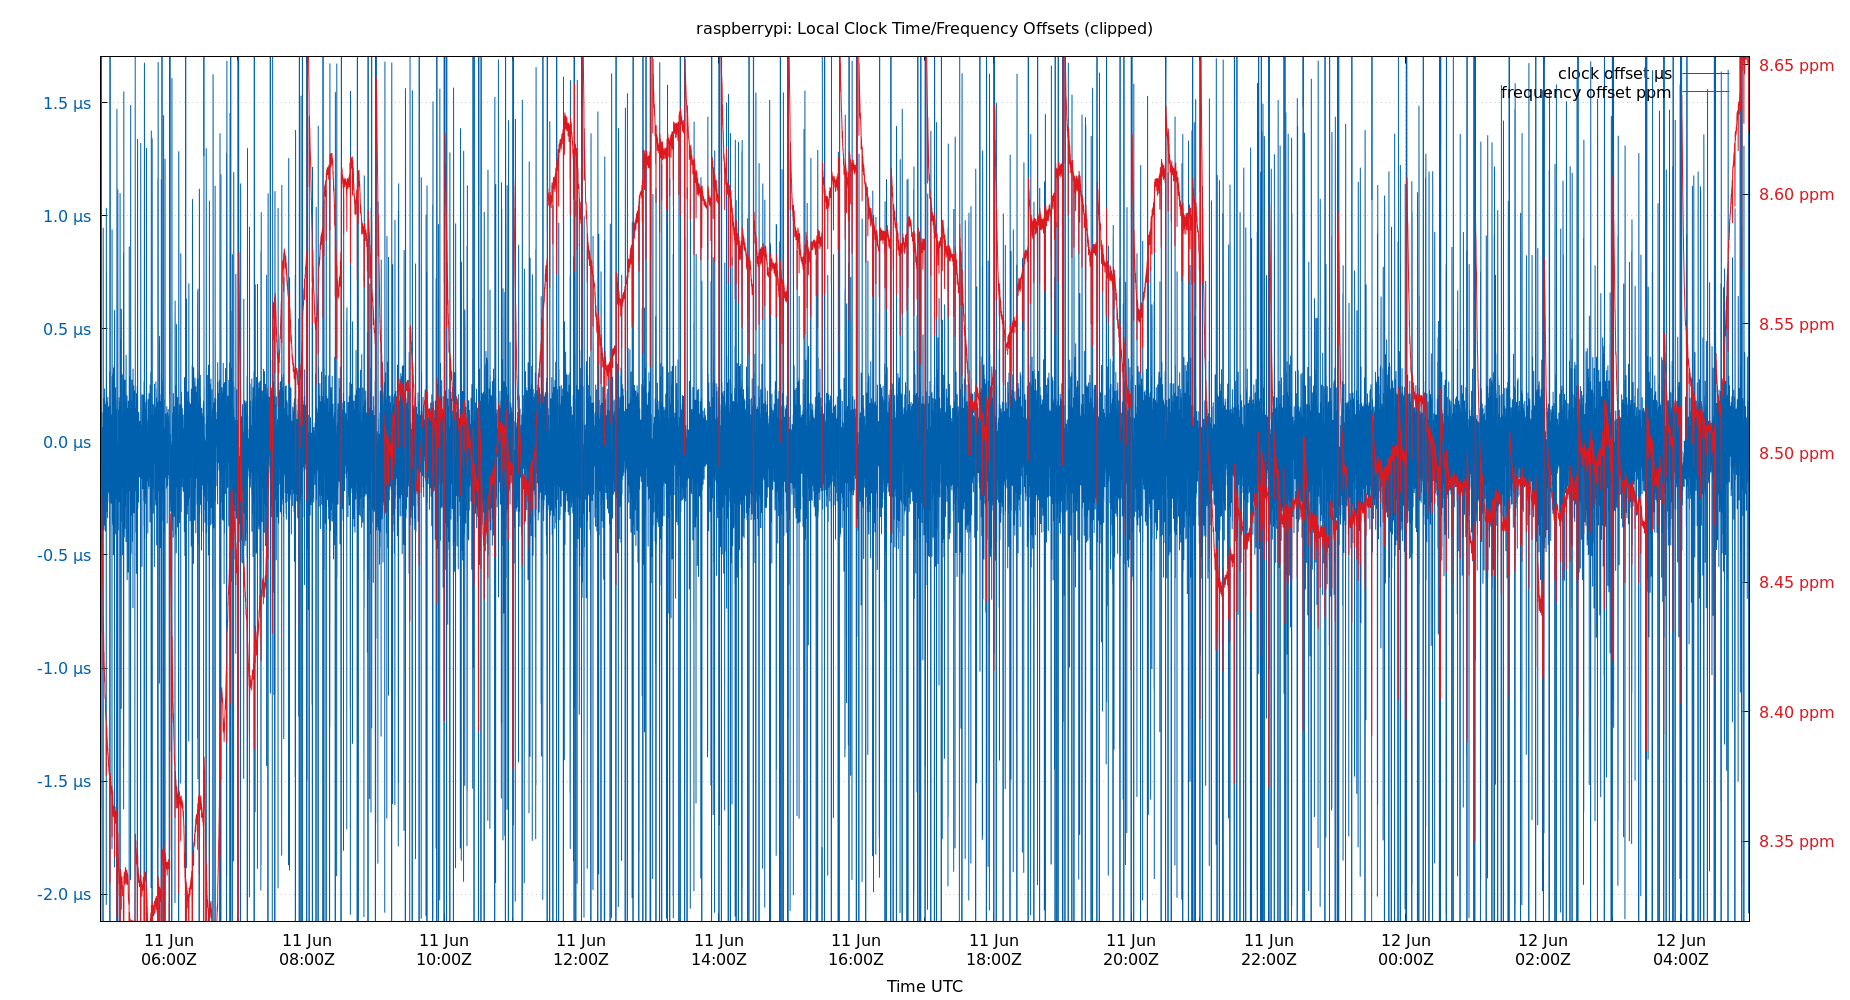 raspberrypi: Local Clock Time/Frequency Offsets (clipped)
clock offset µs
frequency offset ppm
1.5 µs
1.0 µs
0.5 µs
0.0 µs
-0.5 µs
-1.0 µs
-1.5 µs
-2.0 µs
8.65 ppm
8.60 ppm
8.55 ppm
8.50 ppm
8.45 ppm
8.40 ppm
8.35 ppm
11 Jun 11 Jun 11 Jun 11 Jun 11 Jun 11 Jun 11 Jun 11 Jun 11 Jun 12 Jun 12 Jun 12 Jun
06:00Z 08:00Z 10:00Z 12:00Z 14:00Z 16:00Z 18:00Z 20:00Z 22:00Z 00:00Z 02:00Z 04:00Z
Time UTC